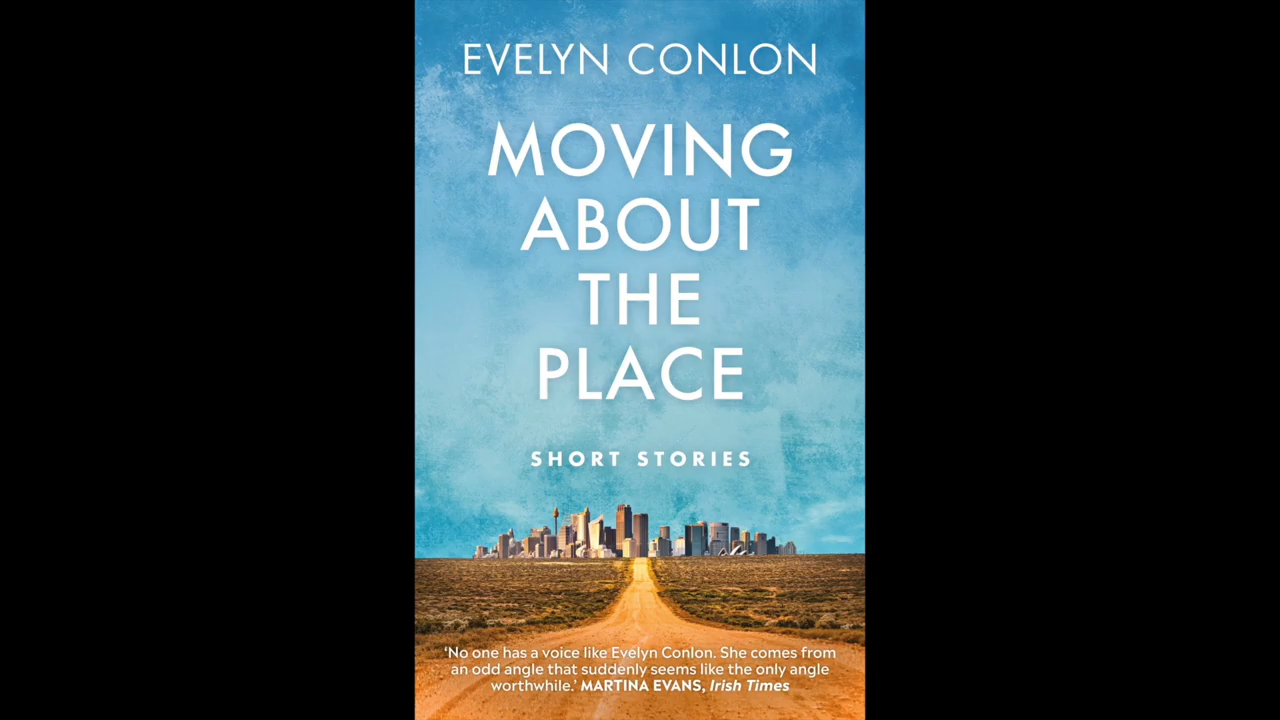 EVELYN CONLON
MOVING
ABOUT
THE
PLACE
SHORT STORIES
‘No one has a voice like Evelyn Conlon. She comes from
an odd angle that suddenly seems like the only angle
worthwhile.’ MARTINA EVANS, Irish Times